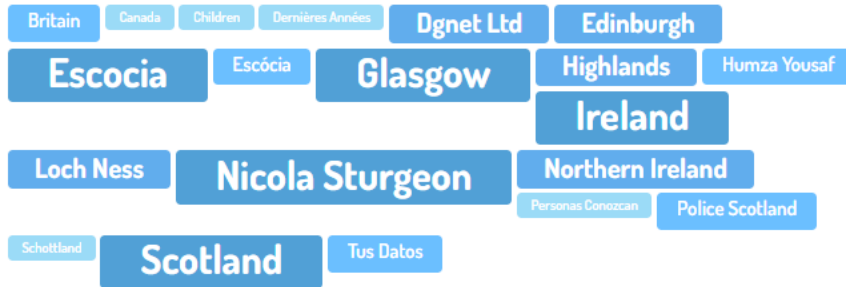 Britain Canada Children Dernières Années Dgnet Ltd Edinburgh
Escocia Escócia Glasgow Highlands Humza Yousaf
Ireland
Loch Ness Nicola Sturgeon Northern Ireland
Personas Conozcan Police Scotland
Schottland Scotland Tus Datos